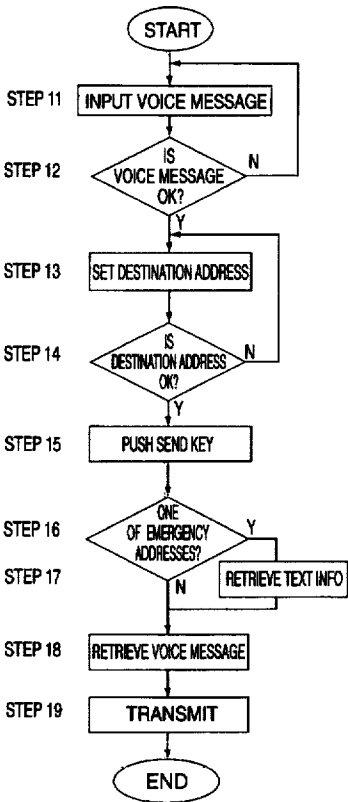 START
STEP 11 INPUT VOICE MESSAGE
STEP 12 IS
VOICE MESSAGE
OK?
N
Y
STEP 13 SET DESTINATION ADDRESS
STEP 14 IS
DESTINATION ADDRESS
OK?
N
Y
STEP 15 PUSH SEND KEY
STEP 16 ONE
OF EMERGENCY
ADDRESSES?
Y
N
STEP 17 RETRIEVE TEXT INFO
STEP 18 RETRIEVE VOICE MESSAGE
STEP 19 TRANSMIT
END